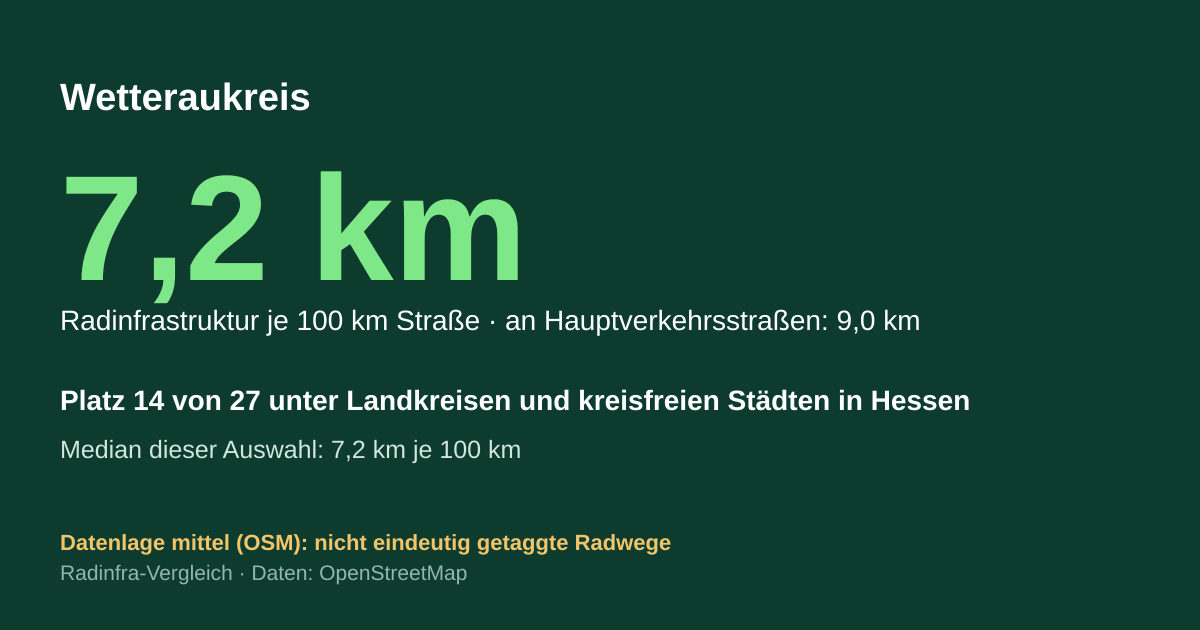 Wetteraukreis
7,2 km
Radinfrastruktur je 100 km Straße · an Hauptverkehrsstraßen: 9,0 km
Platz 14 von 27 unter Landkreisen und kreisfreien Städten in Hessen
Median dieser Auswahl: 7,2 km je 100 km
Datenlage mittel (OSM): nicht eindeutig getaggte Radwege
Radinfra-Vergleich · Daten: OpenStreetMap